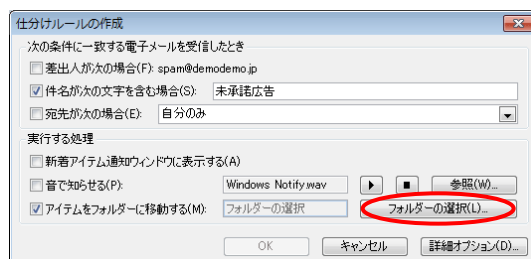 仕分けルールの作成
次の条件に一致する電子メールを受信したとき
差出人が次の場合(F): spam@demodemo.jp
件名が次の文字を含む場合(S): 未承諾広告
宛先が次の場合(E): 自分のみ
実行する処理
新着アイテム通知ウィンドウに表示する(A)
音で知らせる(P): Windows Notify.wav 参照(W)...
アイテムをフォルダーに移動する(M): フォルダーの選択 フォルダーの選択(L)...
OK キャンセル 詳細オプション(D)...